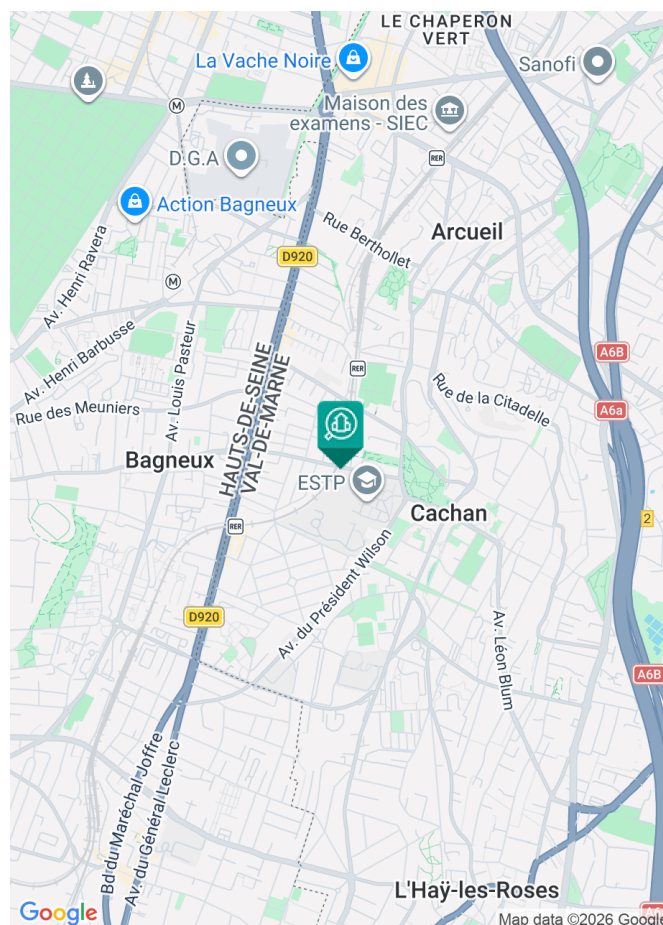 LE CHAPERON
VERT
La Vache Noire
Sanofi
Maison des
examens - SIEC
M
RER
D.G.A
Action Bagneux
Rue Berthollet
Arcueil
D920
M
Av. Henri Ravera
Av. Henri Barbusse
A6B
RER
Av. Louis Pasteur
HAUTS-DE-SEINE
VAL-DE-MARNE
Rue de la Citadelle
A6a
Rue des Meuniers
Bagneux
ESTP
Cachan
2
RER
Av. du Président Wilson
D920
Av. Léon Blum
A6B
Bd du Maréchal Joffre
Av. du Général Leclerc
L'Haÿ-les-Roses
A6B
Google
Map data ©2026 Google